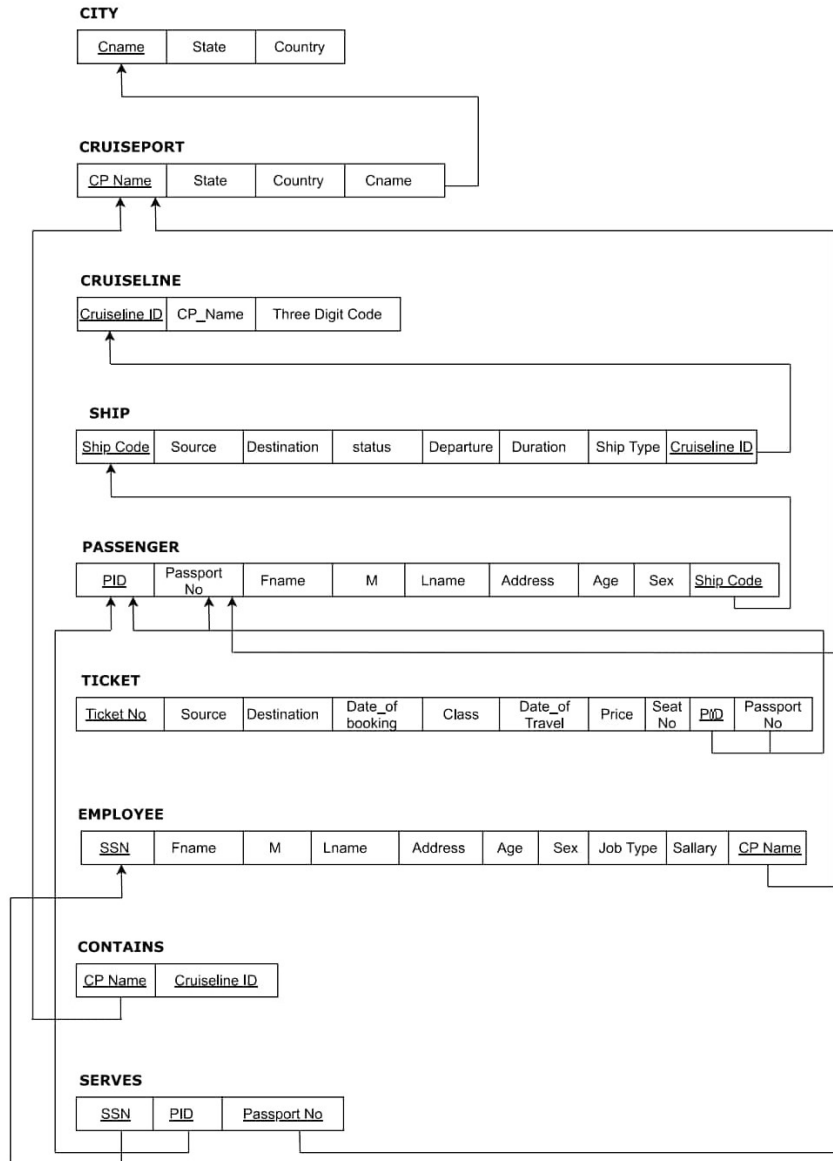 CITY
Cname State Country
CRUISEPORT
CP Name State Country Cname
CRUISELINE
Cruiseline ID CP_Name Three Digit Code
SHIP
Ship Code Source Destination status Departure Duration Ship Type Cruiseline ID
PASSENGER
PID Passport No Fname M Lname Address Age Sex Ship Code
TICKET
Ticket No Source Destination Date_of booking Class Date_of Travel Price Seat No Passport No
EMPLOYEE
SSN Fname M Lname Address Age Sex Job Type Sallary CP Name
CONTAINS
CP Name Cruiseline ID
SERVES
SSN PID Passport No